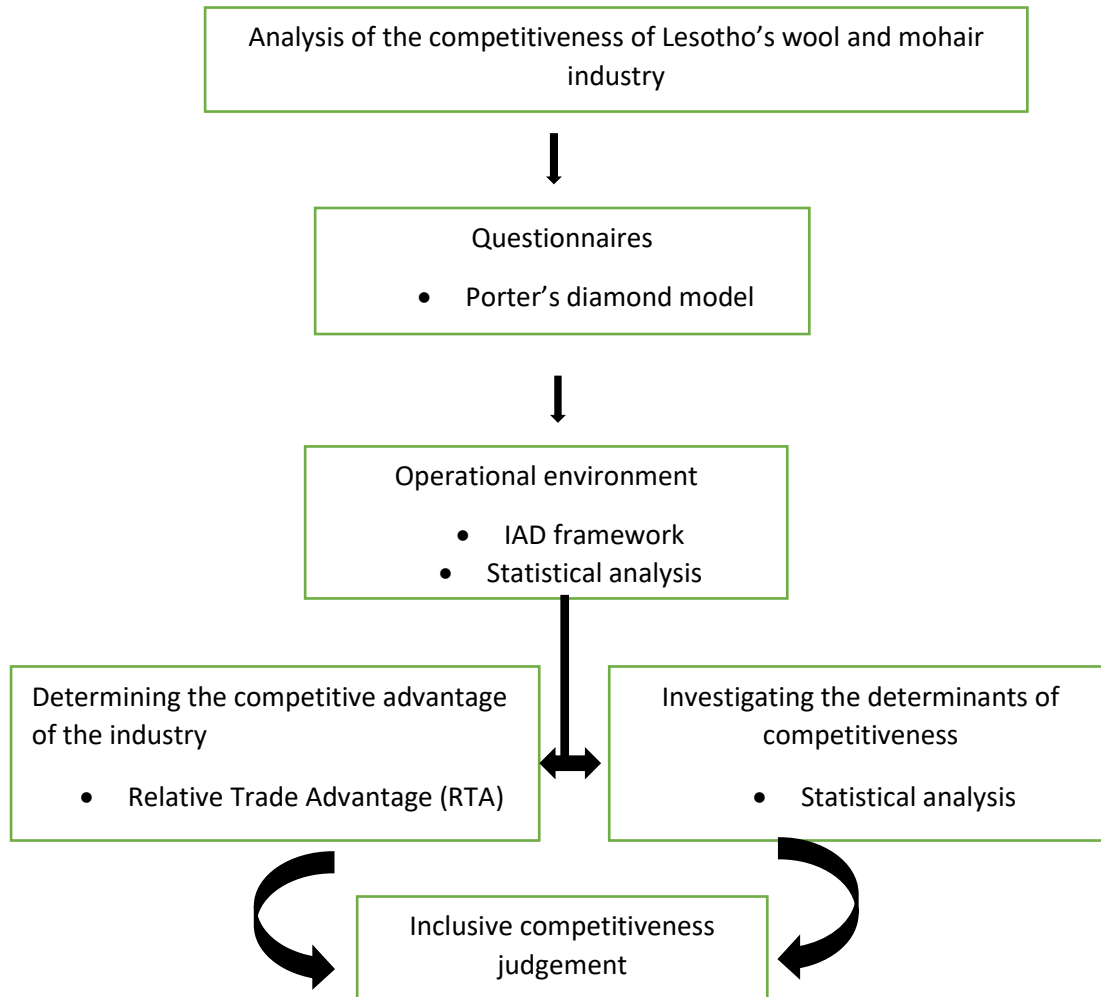 Analysis of the competitiveness of Lesotho’s wool and mohair
industry
Questionnaires
• Porter’s diamond model
Operational environment
• IAD framework
• Statistical analysis
Determining the competitive advantage
of the industry
• Relative Trade Advantage (RTA)
Investigating the determinants of
competitiveness
• Statistical analysis
Inclusive competitiveness
judgement